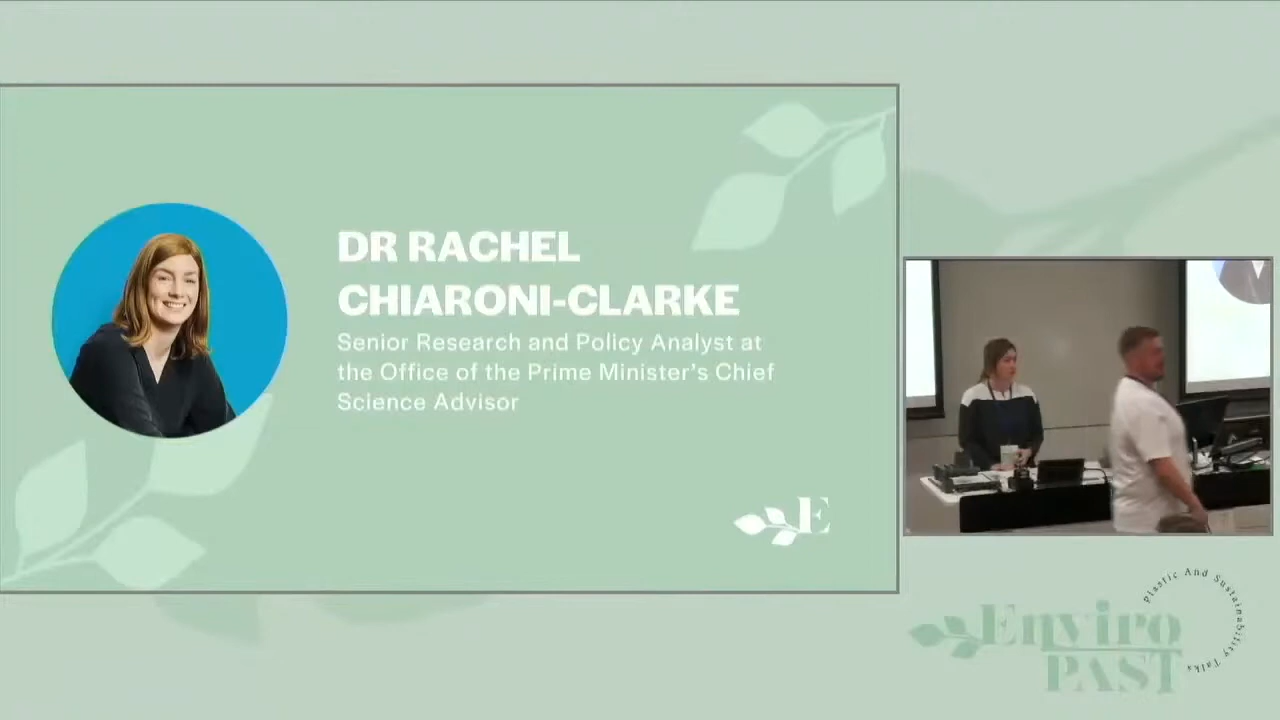 DR RACHEL
CHIARONI-CLARKE
Senior Research and Policy Analyst at
the Office of the Prime Minister's Chief
Science Advisor
E
Plastic And Sustainability Talks
Enviro
PAST